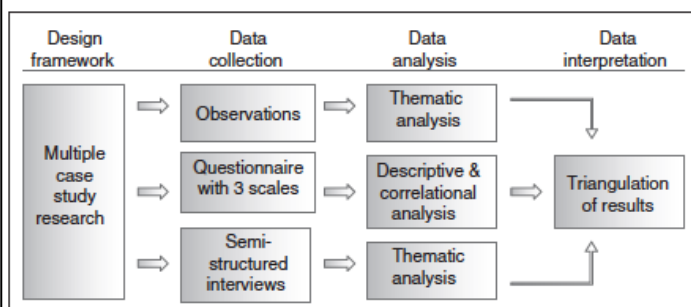 Design
framework
Data
collection
Data
analysis
Data
interpretation
Multiple
case
study
research
Observations
Thematic
analysis
Questionnaire
with 3 scales
Descriptive &
correlational
analysis
Triangulation
of results
Semi-
structured
interviews
Thematic
analysis